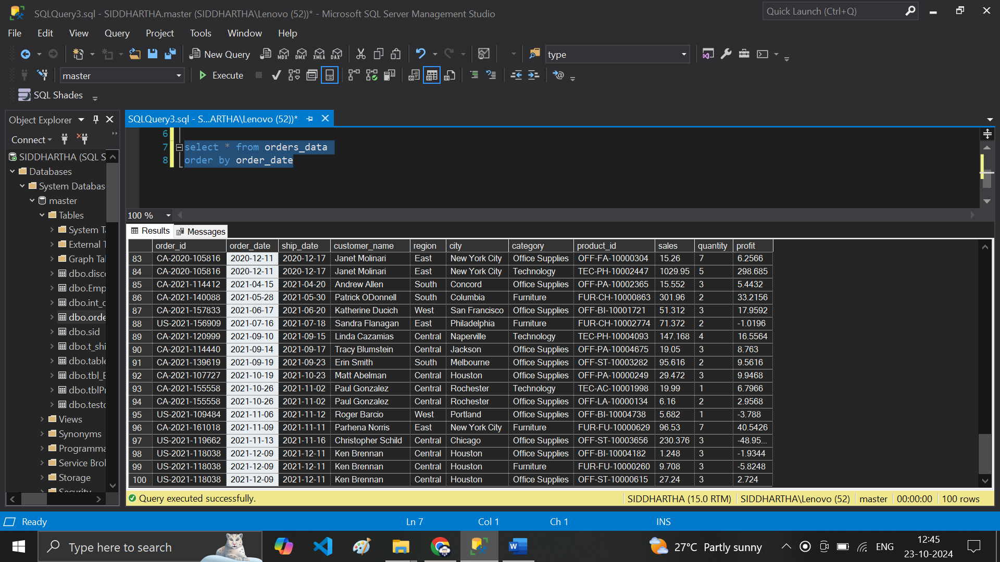 SQLQuery3.sql - SIDDHARTHA.master (SIDDHARTHA\Lenovo (52))* - Microsoft SQL Server Management Studio
Quick Launch (Ctrl+Q)
File Edit View Query Project Tools Window Help
New Query MDX DMX XMLA DAX type
master Execute
SQL Shades
Object Explorer
Connect
SIDDHARTHA (SQL S
Databases
System Databas
master
Tables
System Ta
External T
Graph Tal
dbo.disco
dbo.Emp
dbo.int_c
dbo.orde
dbo.sid
dbo.t_shi
dbo.table
dbo.tbl_E
dbo.tblPr
dbo.testc
Views
Synonyms
Programma
Service Brol
Storage
Security
SQLQuery3.sql - S...ARTHA\Lenovo (52))*
6
7 select * from orders_data
8 order by order_date
100 %
Results Messages
order_id order_date ship_date customer_name region city category product_id sales quantity profit
83 CA-2020-105816 2020-12-11 2020-12-17 Janet Molinari East New York City Office Supplies OFF-FA-10000304 15.26 7 6.2566
84 CA-2020-105816 2020-12-11 2020-12-17 Janet Molinari East New York City Technology TEC-PH-10002447 1029.95 5 298.685
85 CA-2021-114412 2021-04-15 2021-04-20 Andrew Allen South Concord Office Supplies OFF-PA-10002365 15.552 3 5.4432
86 CA-2021-140088 2021-05-28 2021-05-30 Patrick ODonnell South Columbia Furniture FUR-CH-10000863 301.96 2 33.2156
87 CA-2021-157833 2021-06-17 2021-06-20 Katherine Ducich West San Francisco Office Supplies OFF-BI-10001721 51.312 3 17.9592
88 US-2021-156909 2021-07-16 2021-07-18 Sandra Flanagan East Philadelphia Furniture FUR-CH-10002774 71.372 2 -1.0196
89 CA-2021-120999 2021-09-10 2021-09-15 Linda Cazamias Central Naperville Technology TEC-PH-10004093 147.168 4 16.5564
90 CA-2021-114440 2021-09-14 2021-09-17 Tracy Blumstein Central Jackson Office Supplies OFF-PA-10004675 19.05 3 8.763
91 CA-2021-139619 2021-09-19 2021-09-23 Erin Smith South Melbourne Office Supplies OFF-ST-10003282 95.616 2 9.5616
92 CA-2021-107727 2021-10-19 2021-10-23 Matt Abelman Central Houston Office Supplies OFF-PA-10000249 29.472 3 9.9468
93 CA-2021-155558 2021-10-26 2021-11-02 Paul Gonzalez Central Rochester Technology TEC-AC-10001998 19.99 1 6.7966
94 CA-2021-155558 2021-10-26 2021-11-02 Paul Gonzalez Central Rochester Office Supplies OFF-LA-10000134 6.16 2 2.9568
95 US-2021-109484 2021-11-06 2021-11-12 Roger Barcio West Portland Office Supplies OFF-BI-10004738 5.682 1 -3.788
96 CA-2021-161018 2021-11-09 2021-11-11 Parhena Norris East New York City Furniture FUR-FU-10000629 96.53 7 40.5426
97 US-2021-119662 2021-11-13 2021-11-16 Christopher Schild Central Chicago Office Supplies OFF-ST-10003656 230.376 3 -48.95...
98 US-2021-118038 2021-12-09 2021-12-11 Ken Brennan Central Houston Office Supplies OFF-BI-10004182 1.248 3 -1.9344
99 US-2021-118038 2021-12-09 2021-12-11 Ken Brennan Central Houston Furniture FUR-FU-10000260 9.708 3 -5.8248
100 US-2021-118038 2021-12-09 2021-12-11 Ken Brennan Central Houston Office Supplies OFF-ST-10000615 27.24 3 2.724
Query executed successfully. SIDDHARTHA (15.0 RTM) SIDDHARTHA\Lenovo (52) master 00:00:00 100 rows
Ready Ln 7 Col 1 Ch 1 INS
Type here to search 27°C Partly sunny ENG 12:45
23-10-2024